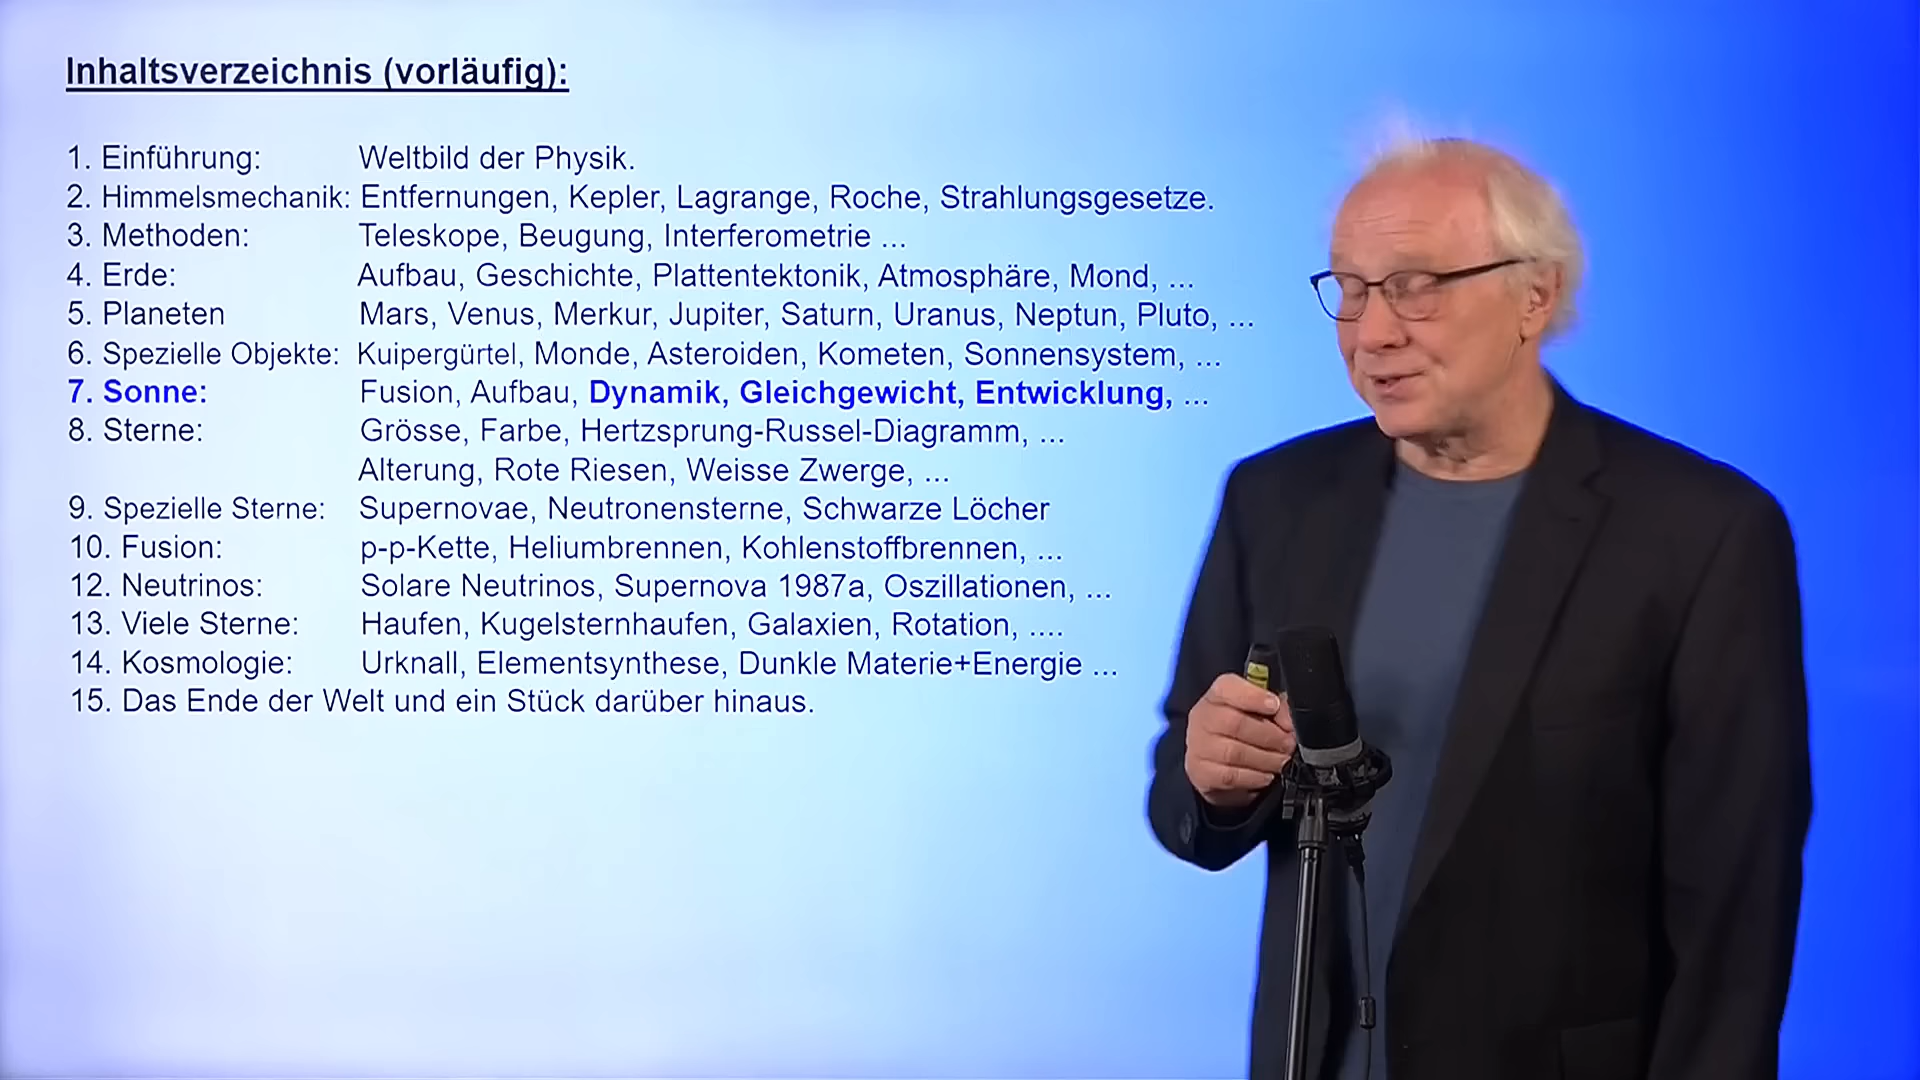 Inhaltsverzeichnis (vorläufig):
1. Einführung: Weltbild der Physik.
2. Himmelsmechanik: Entfernungen, Kepler, Lagrange, Roche, Strahlungsgesetze.
3. Methoden: Teleskope, Beugung, Interferometrie ...
4. Erde: Aufbau, Geschichte, Plattentektonik, Atmosphäre, Mond, ...
5. Planeten Mars, Venus, Merkur, Jupiter, Saturn, Uranus, Neptun, Pluto, ...
6. Spezielle Objekte: Kuipergürtel, Monde, Asteroiden, Kometen, Sonnensystem, ...
7. Sonne: Fusion, Aufbau, Dynamik, Gleichgewicht, Entwicklung, ...
8. Sterne: Grösse, Farbe, Hertzsprung-Russel-Diagramm, ...
Alterung, Rote Riesen, Weisse Zwerge, ...
9. Spezielle Sterne: Supernovae, Neutronensterne, Schwarze Löcher
10. Fusion: p-p-Kette, Heliumbrennen, Kohlenstoffbrennen, ...
12. Neutrinos: Solare Neutrinos, Supernova 1987a, Oszillationen, ...
13. Viele Sterne: Haufen, Kugelsternhaufen, Galaxien, Rotation, ....
14. Kosmologie: Urknall, Elementsynthese, Dunkle Materie+Energie ...
15. Das Ende der Welt und ein Stück darüber hinaus.